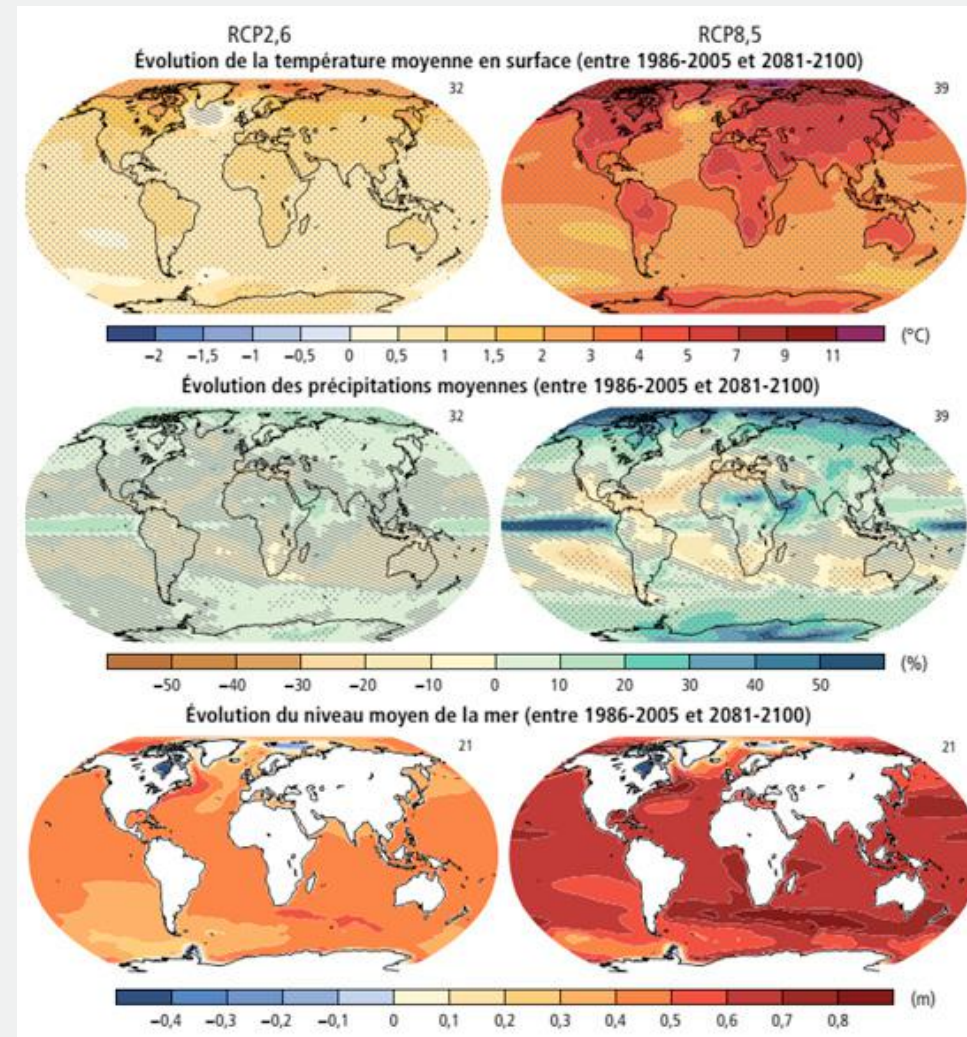 RCP2,6 RCP8,5
Évolution de la température moyenne en surface (entre 1986-2005 et 2081-2100)
32 39
(°C)
−2 −1,5 −1 −0,5 0 0,5 1 1,5 2 3 4 5 7 9 11
Évolution des précipitations moyennes (entre 1986-2005 et 2081-2100)
32 39
(%)
−50 −40 −30 −20 −10 0 10 20 30 40 50
Évolution du niveau moyen de la mer (entre 1986-2005 et 2081-2100)
21 21
(m)
−0,4 −0,3 −0,2 −0,1 0 0,1 0,2 0,3 0,4 0,5 0,6 0,7 0,8